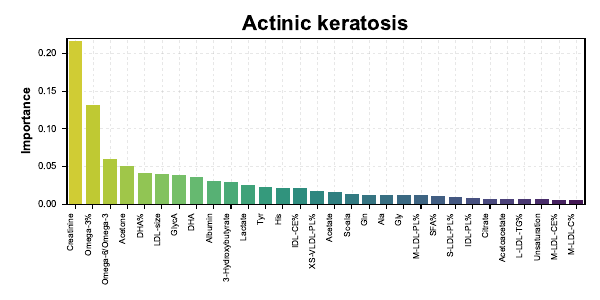 Actinic keratosis
Importance
0.20
0.15
0.10
0.05
0.00
Creatinine
Omega-3%
Omega-6/Omega-3
Acetone
DHA%
LDL-size
GlycA
DHA
Albumin
3-Hydroxybutyrate
Lactate
Tyr
His
IDL-CE%
XS-VLDL-PL%
Acetate
Sc-ala
Gln
Ala
Gly
M-LDL-PL%
SFA%
S-LDL-PL%
IDL-PL%
Citrate
Acetoacetate
L-LDL-TG%
Unsaturation
M-LDL-CE%
M-LDL-C%